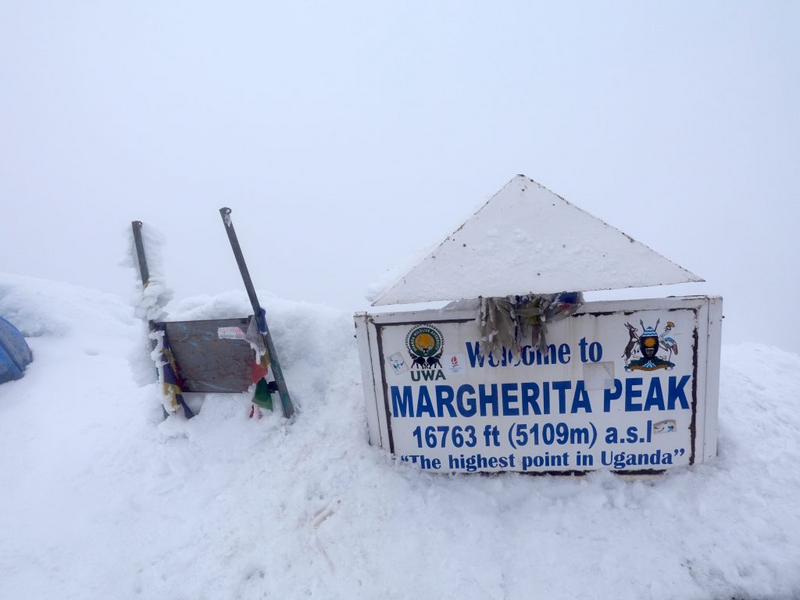 Welcome to
UWA
MARGHERITA PEAK
16763 ft (5109m) a.s.l
“The highest point in Uganda”